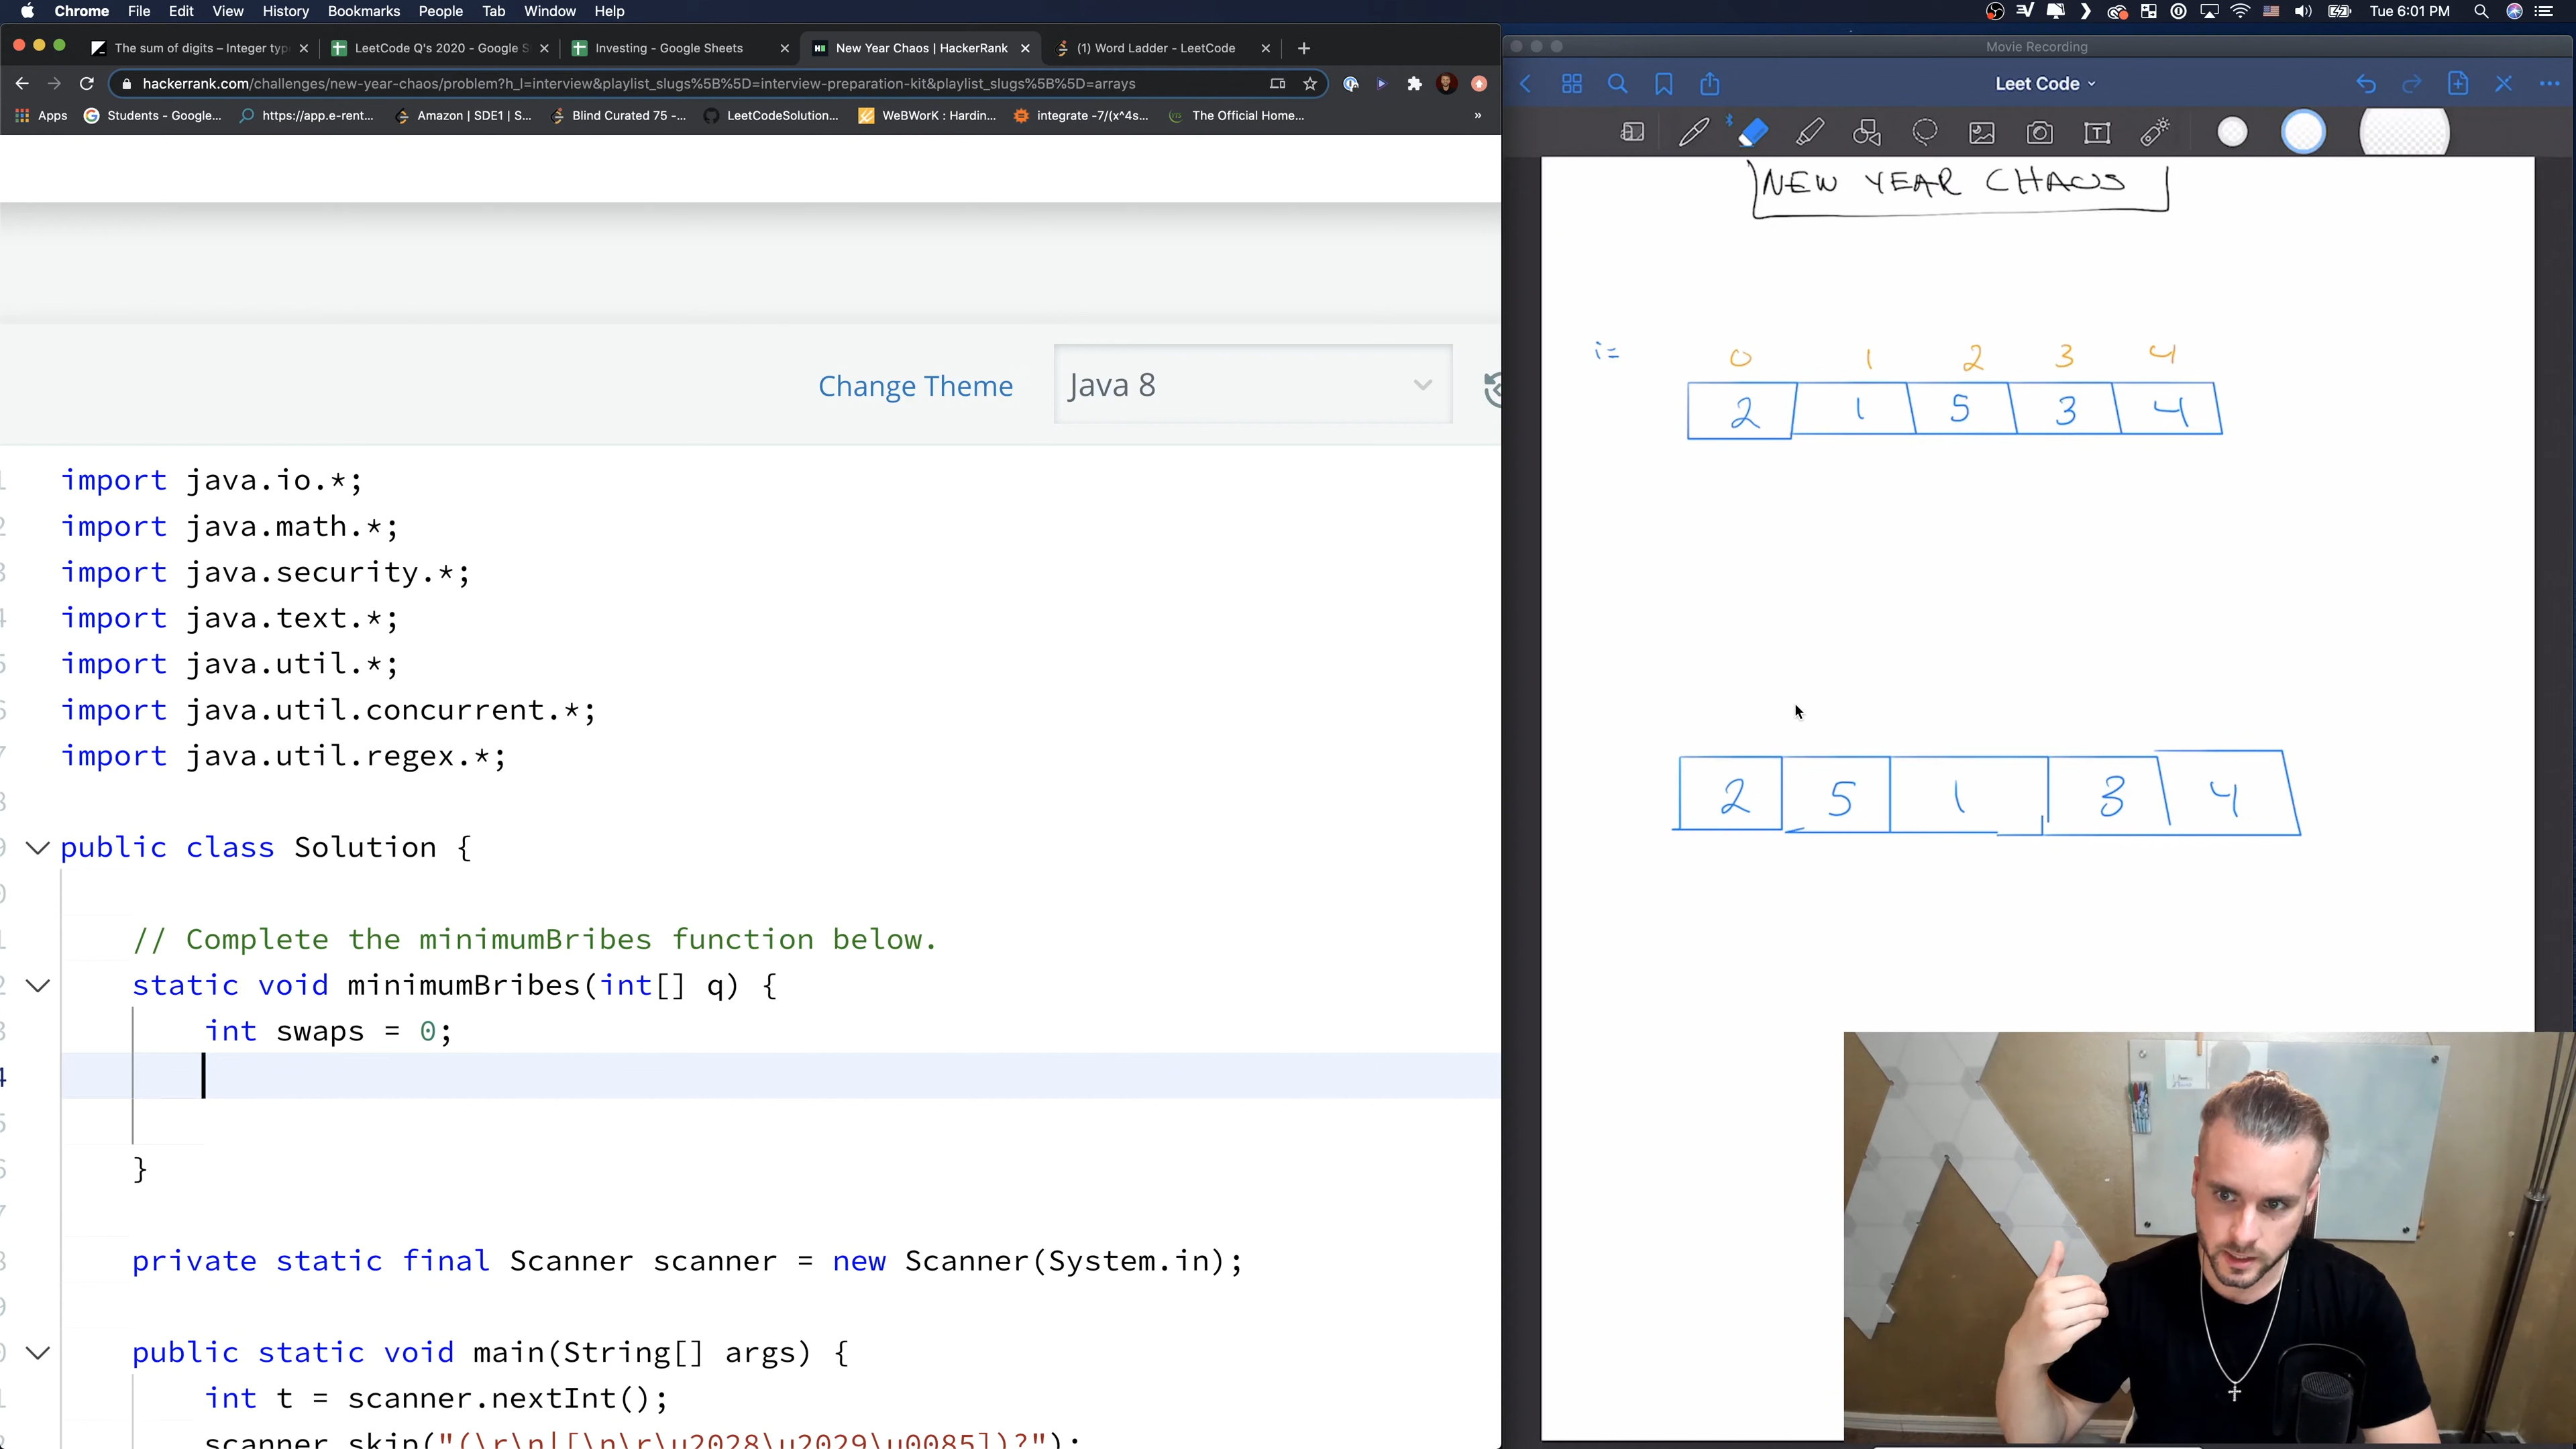 Chrome File Edit View History Bookmarks People Tab Window Help
Tue 6:01 PM
The sum of digits – Integer typ
LeetCode Q's 2020 - Google S
Investing - Google Sheets
New Year Chaos | HackerRank
(1) Word Ladder - LeetCode
hackerrank.com/challenges/new-year-chaos/problem?h_l=interview&playlist_slugs%5B%5D=interview-preparation-kit&playlist_slugs%5B%5D=arrays
Apps
Students - Google...
https://app.e-rent...
Amazon | SDE1 | S...
Blind Curated 75 -...
LeetCodeSolution...
WeBWorK : Hardin...
integrate -7/(x^4s...
The Official Home...
»
Change Theme
Java 8
import java.io.*;
import java.math.*;
import java.security.*;
import java.text.*;
import java.util.*;
import java.util.concurrent.*;
import java.util.regex.*;
public class Solution {
// Complete the minimumBribes function below.
static void minimumBribes(int[] q) {
int swaps = 0;
}
private static final Scanner scanner = new Scanner(System.in);
public static void main(String[] args) {
int t = scanner.nextInt();
scanner.skip("(\r\n|[\n\r\u2028\u2029\u0085])?");
Movie Recording
Leet Code
NEW YEAR CHAOS
i= 0 1 2 3 4
2 1 5 3 4
2 5 1 3 4